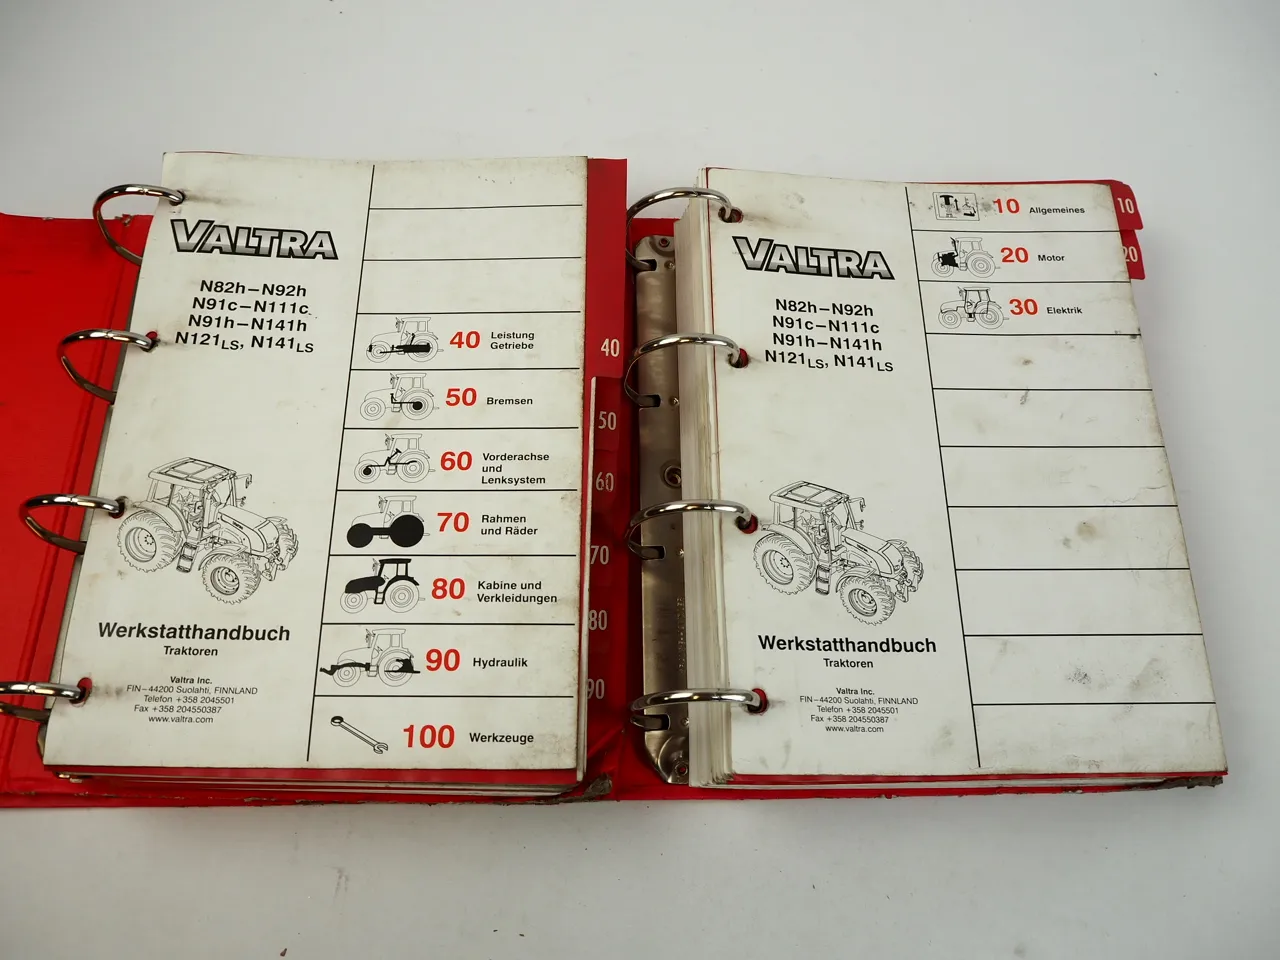 VALTRA
N82h–N92h
N91c–N111c
N91h–N141h
N121LS, N141LS
Werkstatthandbuch
Traktoren
Valtra Inc.
FIN–44200 Suolahti, FINNLAND
Telefon +358 2045501
Fax +358 204550387
www.valtra.com
40 Leistung
Getriebe
50 Bremsen
60 Vorderachse
und
Lenksystem
70 Rahmen
und Räder
80 Kabine und
Verkleidungen
90 Hydraulik
100 Werkzeuge
40
50
60
70
80
90
VALTRA
N82h–N92h
N91c–N111c
N91h–N141h
N121LS, N141LS
Werkstatthandbuch
Traktoren
Valtra Inc.
FIN–44200 Suolahti, FINNLAND
Telefon +358 2045501
Fax +358 204550387
www.valtra.com
10 Allgemeines
20 Motor
30 Elektrik
10
20